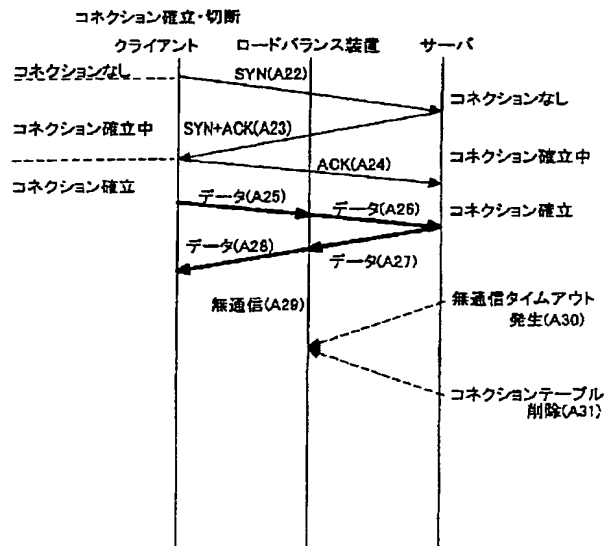 コネクション確立・切断
クライアント ロードバランス装置 サーバ
コネクションなし
SYN(A22)
コネクションなし
コネクション確立中
SYN+ACK(A23)
ACK(A24)
コネクション確立中
コネクション確立
データ(A25)
データ(A26)
コネクション確立
データ(A28)
データ(A27)
無通信(A29)
無通信タイムアウト
発生(A30)
コネクションテーブル
削除(A31)